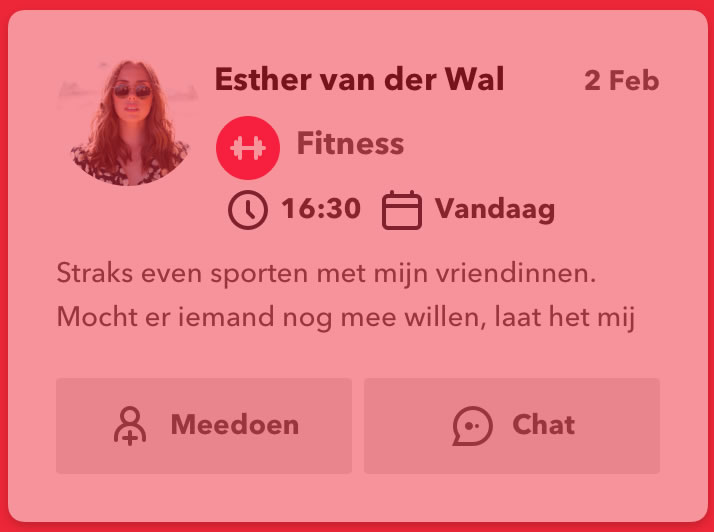 Esther van der Wal 2 Feb
Fitness
16:30 Vandaag
Straks even sporten met mijn vriendinnen.
Mocht er iemand nog mee willen, laat het mij
Meedoen Chat